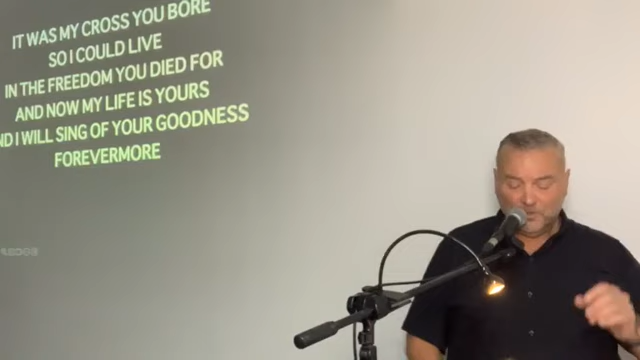 IT WAS MY CROSS YOU BORE
SO I COULD LIVE
IN THE FREEDOM YOU DIED FOR
AND NOW MY LIFE IS YOURS
ND I WILL SING OF YOUR GOODNESS
FOREVERMORE